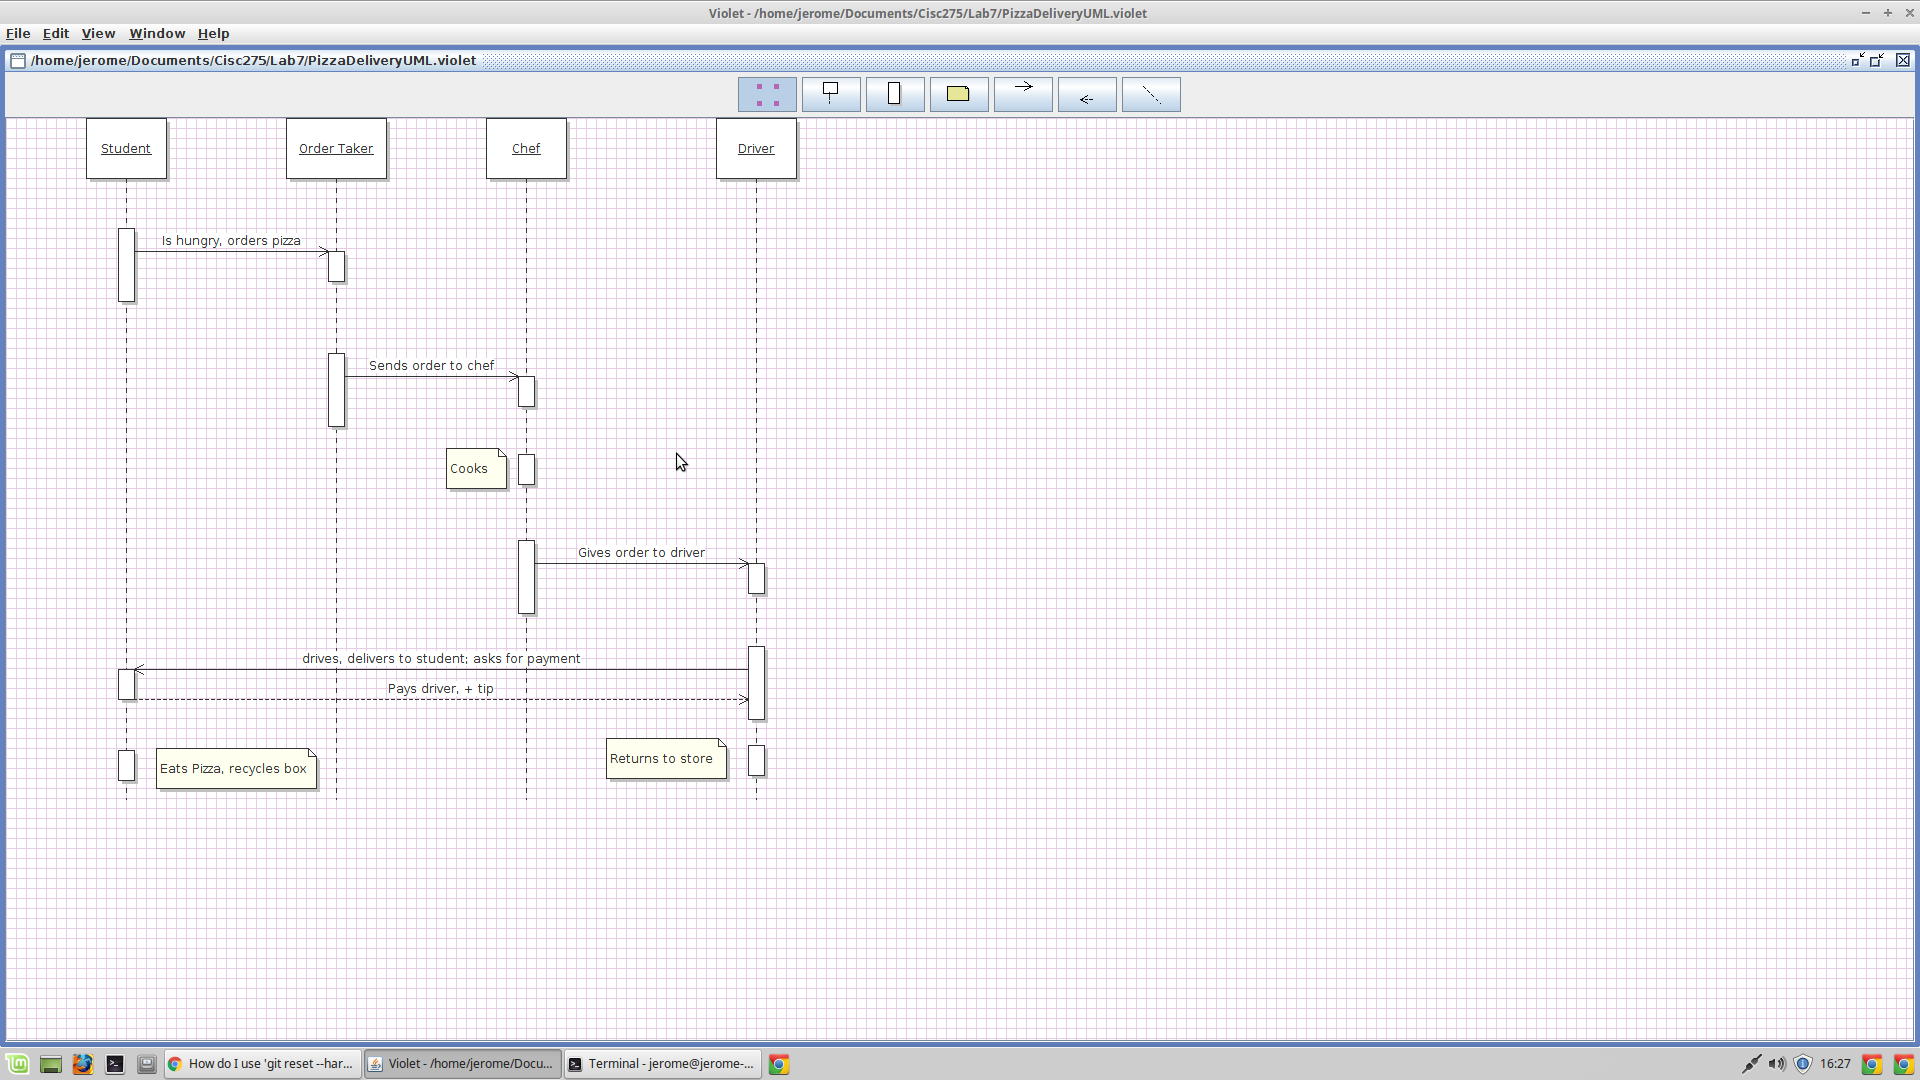 Violet - /home/jerome/Documents/Cisc275/Lab7/PizzaDeliveryUML.violet
File Edit View Window Help
/home/jerome/Documents/Cisc275/Lab7/PizzaDeliveryUML.violet
Student Order Taker Chef Driver
Is hungry, orders pizza
Sends order to chef
Cooks
Gives order to driver
drives, delivers to student; asks for payment
Pays driver, + tip
Returns to store
Eats Pizza, recycles box
How do I use 'git reset --har... Violet - /home/jerome/Docu... Terminal - jerome@jerome-... 16:27